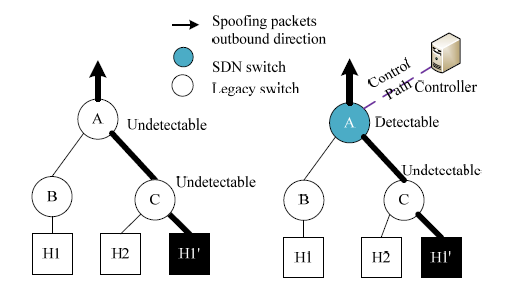 Spoofing packets
outbound direction
SDN switch
Legacy switch
A
Undetectable
Undetectable
B
C
H1
H2
H1'
Control
Path
Controller
A
Detectable
Undetectable
B
C
H1
H2
H1'